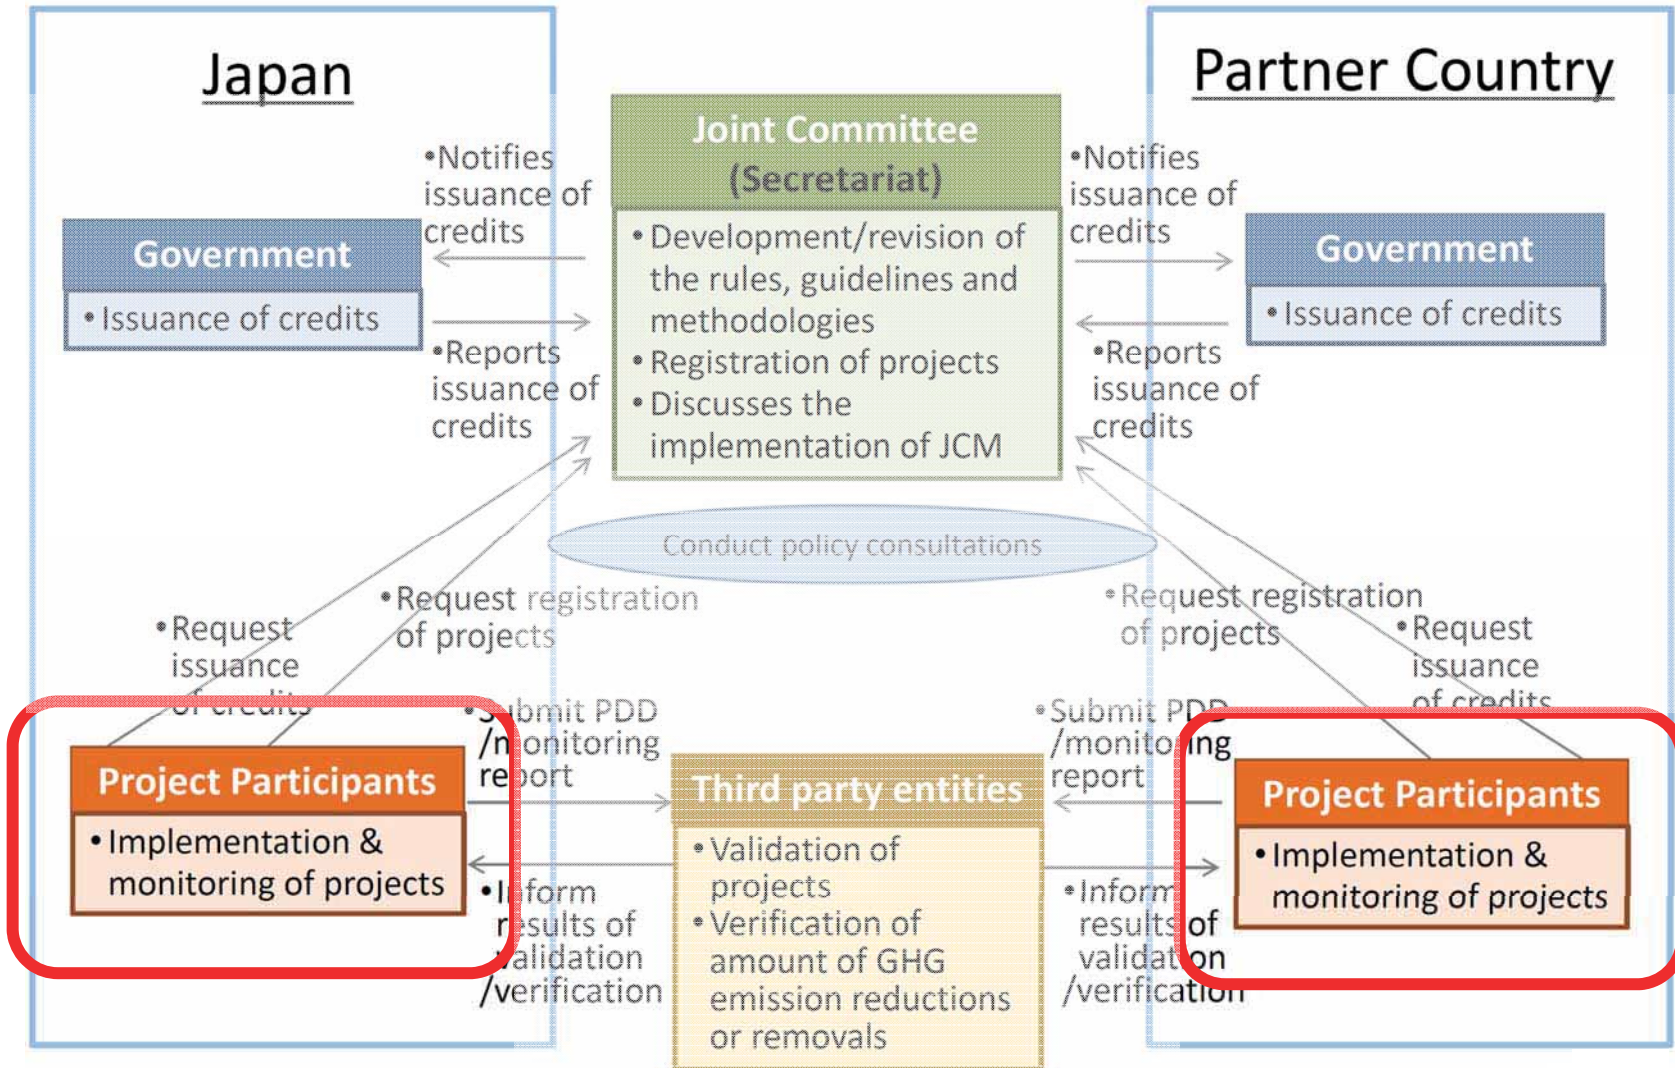 Japan
Partner Country
Joint Committee
(Secretariat)
• Development/revision of
the rules, guidelines and
methodologies
• Registration of projects
• Discusses the
implementation of JCM
•Notifies
issuance of
credits
•Notifies
issuance of
credits
Government
• Issuance of credits
Government
• Issuance of credits
•Reports
issuance of
credits
•Reports
issuance of
credits
Conduct policy consultations
•Request registration
of projects
•Request
issuance
of credits
•Request registration
of projects
•Request
issuance
of credits
•Submit PDD
/monitoring
report
•Submit PDD
/monitoring
report
Project Participants
• Implementation &
monitoring of projects
Third party entities
• Validation of
projects
• Verification of
amount of GHG
emission reductions
or removals
Project Participants
• Implementation &
monitoring of projects
•Inform
results of
validation
/verification
•Inform
results of
validation
/verification